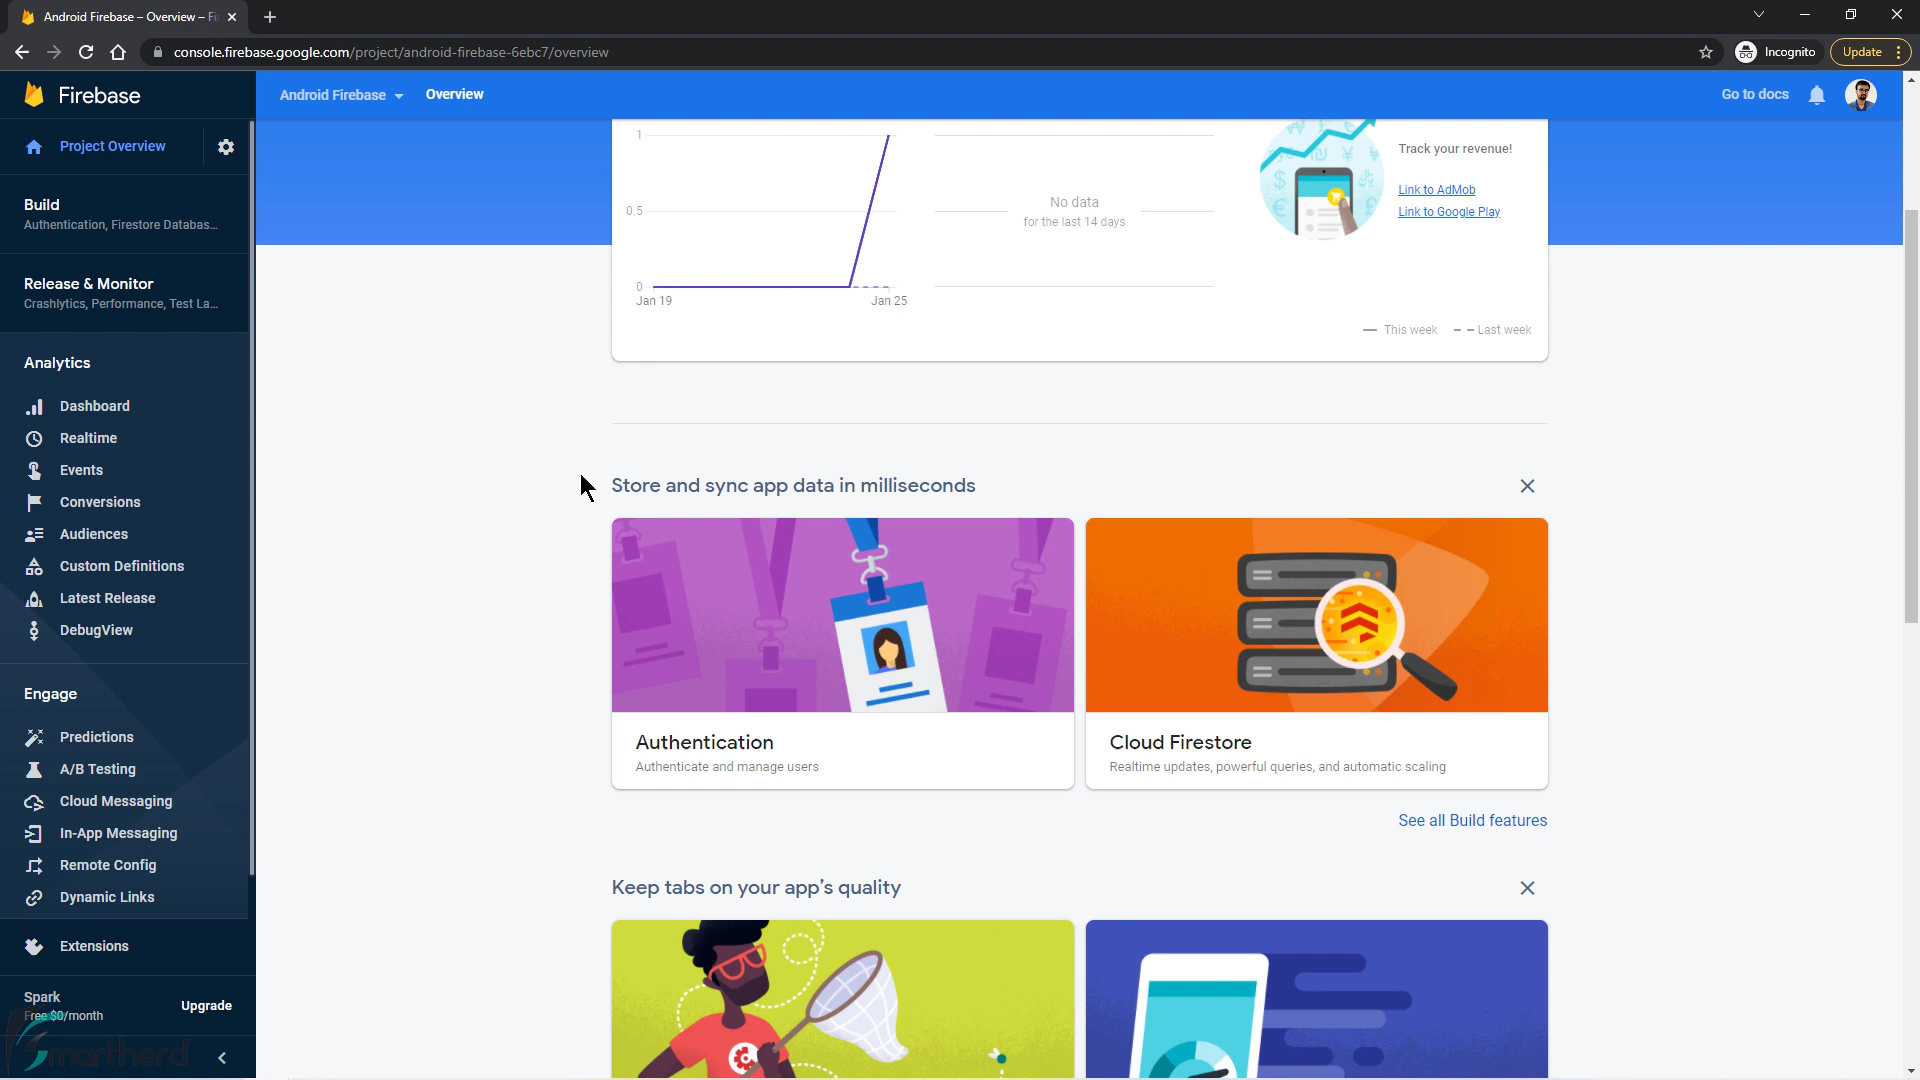 Android Firebase – Overview – Fi
console.firebase.google.com/project/android-firebase-6ebc7/overview
Incognito
Update
Firebase
Android Firebase
Overview
Go to docs
Project Overview
Build
Authentication, Firestore Databas...
Release & Monitor
Crashlytics, Performance, Test La...
Analytics
Dashboard
Realtime
Events
Conversions
Audiences
Custom Definitions
Latest Release
DebugView
Engage
Predictions
A/B Testing
Cloud Messaging
In-App Messaging
Remote Config
Dynamic Links
Extensions
Spark
Free $0/month
Upgrade
smartherd
1
0.5
0
Jan 19
Jan 25
No data
for the last 14 days
Track your revenue!
Link to AdMob
Link to Google Play
This week
Last week
Store and sync app data in milliseconds
Authentication
Authenticate and manage users
Cloud Firestore
Realtime updates, powerful queries, and automatic scaling
See all Build features
Keep tabs on your app's quality